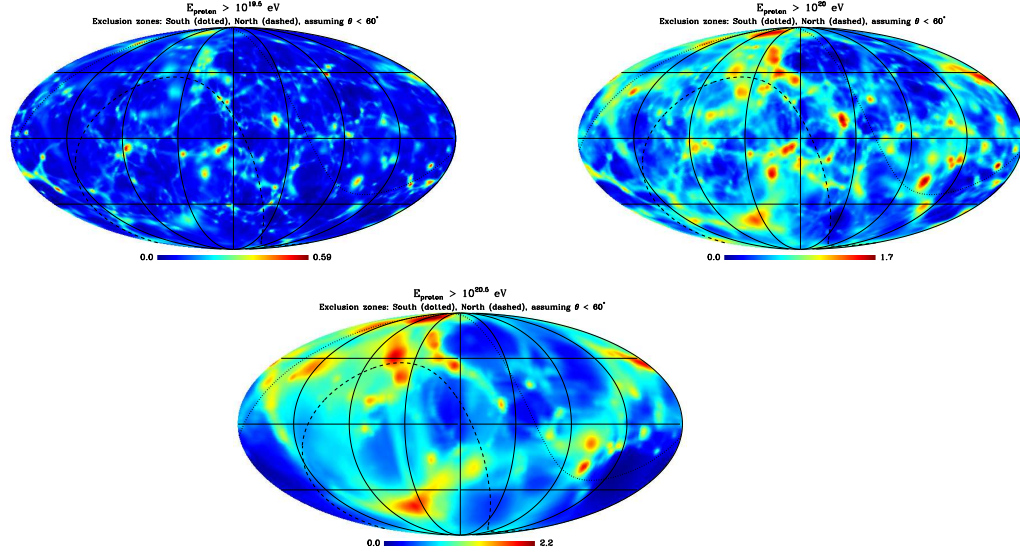 E_proton > 10^19.5 eV
Exclusion zones: South (dotted), North (dashed), assuming θ < 60°
0.0 0.59
E_proton > 10^20 eV
Exclusion zones: South (dotted), North (dashed), assuming θ < 60°
0.0 1.7
E_proton > 10^20.5 eV
Exclusion zones: South (dotted), North (dashed), assuming θ < 60°
0.0 2.2